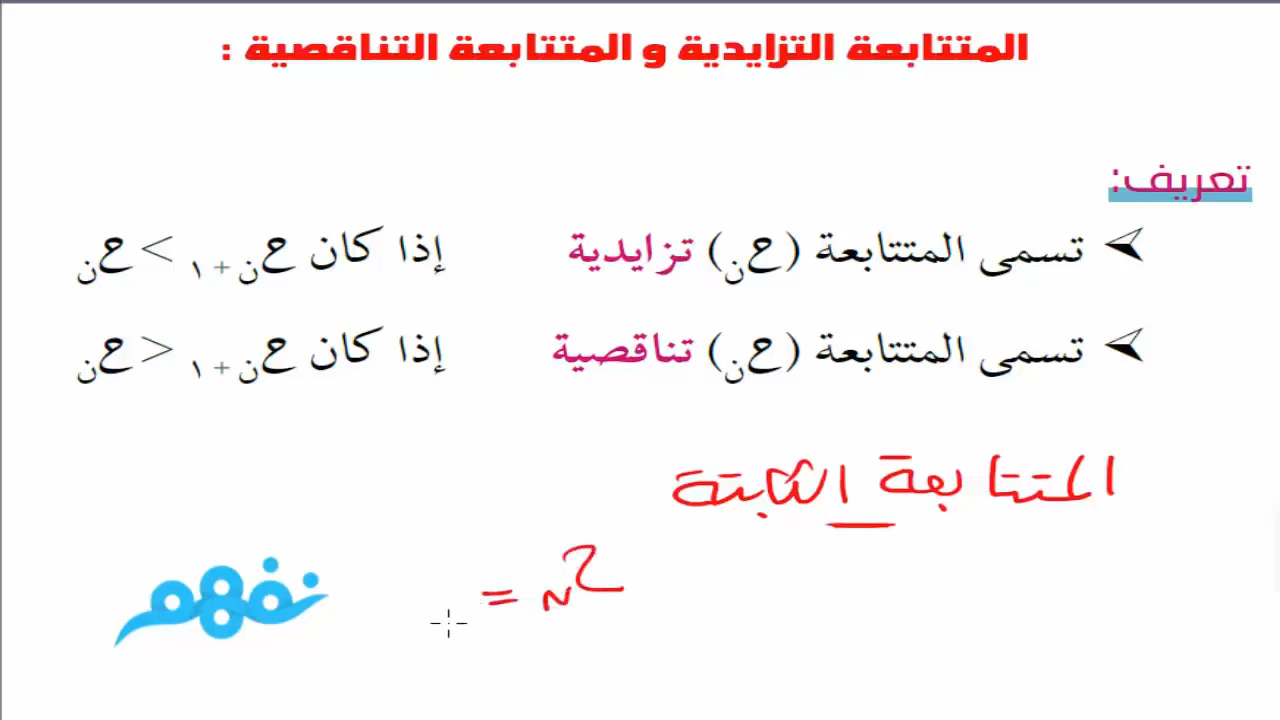 المتتابعة التزايدية و المتتابعة التناقصية :
تعريف:
تسمى المتتابعة (ح ن) تزايدية إذا كان ح ن + ١ > ح ن
تسمى المتتابعة (ح ن) تناقصية إذا كان ح ن + ١ < ح ن
المتتابعة الثابتة
ح ن =
نفهم